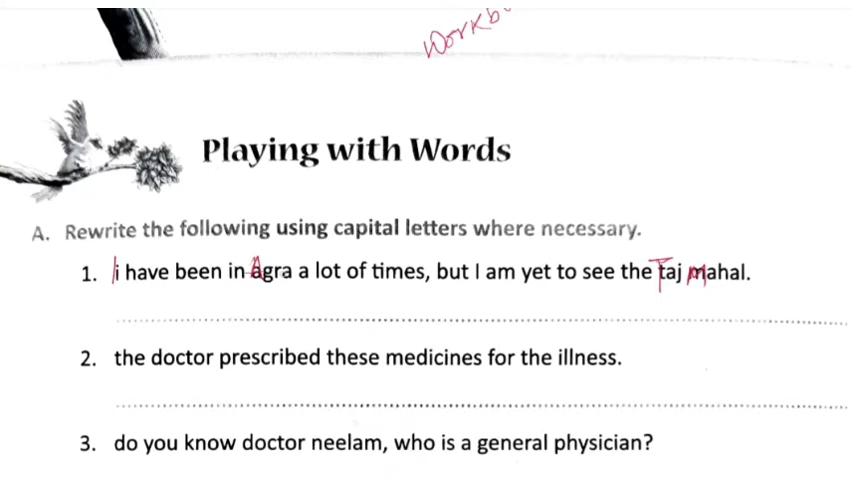 Playing with Words
A. Rewrite the following using capital letters where necessary.
1. I i have been in Agra a lot of times, but I am yet to see the Taj Mahal.
2. the doctor prescribed these medicines for the illness.
3. do you know doctor neelam, who is a general physician?